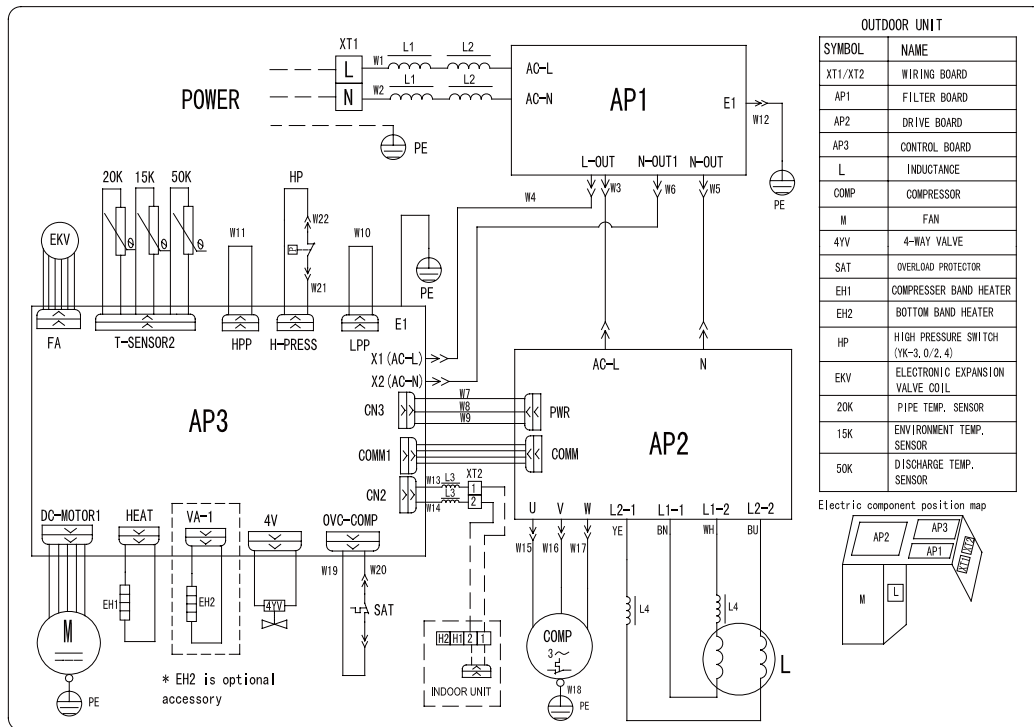 OUTDOOR UNIT
SYMBOL NAME
XT1/XT2 WIRING BOARD
AP1 FILTER BOARD
AP2 DRIVE BOARD
AP3 CONTROL BOARD
L INDUCTANCE
COMP COMPRESSOR
M FAN
4YV 4-WAY VALVE
SAT OVERLOAD PROTECTOR
EH1 COMPRESSER BAND HEATER
EH2 BOTTOM BAND HEATER
HP HIGH PRESSURE SWITCH
(YK-3.0/2.4)
EKV ELECTRONIC EXPANSION
VALVE COIL
20K PIPE TEMP. SENSOR
15K ENVIRONMENT TEMP.
SENSOR
50K DISCHARGE TEMP.
SENSOR
Electric component position map
AP2 AP3
AP1
XT1 XT2
M L
XT1 L1 L2
L W1 AC-L
L1 L2
N W2 AC-N
POWER
PE
AP1
E1
W12
PE
L-OUT N-OUT1 N-OUT
W4 W3 W6 W5
20K 15K 50K HP
θ θ θ
EKV
W11 W22 W10
P
W21
PE
FA T-SENSOR2 HPP H-PRESS LPP E1
X1(AC-L)
X2(AC-N)
AP3
CN3 W7 PWR
W8
W9
COMM1 COMM
CN2 W13 L3 XT2
1
W14 L3 2
AC-L N
AP2
U V W L2-1 L1-1 L1-2 L2-2
W15 W16 W17 YE BN WH BU
DC-MOTOR1 HEAT VA-1 4V OVC-COMP
W19 W20
EH1 EH2 4YV SAT
M
PE
* EH2 is optional
accessory
H2 H1 2 1
INDOOR UNIT
COMP
3~
W18
PE
L4 L4
L